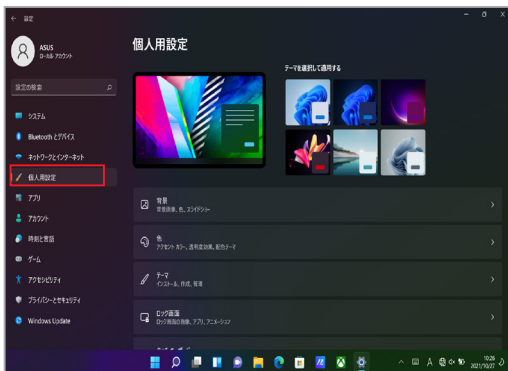 ← 設定
ASUS
ローカル アカウント
設定の検索
システム
Bluetooth とデバイス
ネットワークとインターネット
個人用設定
アプリ
アカウント
時刻と言語
ゲーム
アクセシビリティ
プライバシーとセキュリティ
Windows Update
個人用設定
テーマを選択して適用する
背景
背景画像、色、スライドショー
色
アクセント カラー、透明度効果、配色テーマ
テーマ
インストール、作成、管理
ロック画面
ロック画面の画像、アプリ、アニメーション
A
10:26
2021/10/27